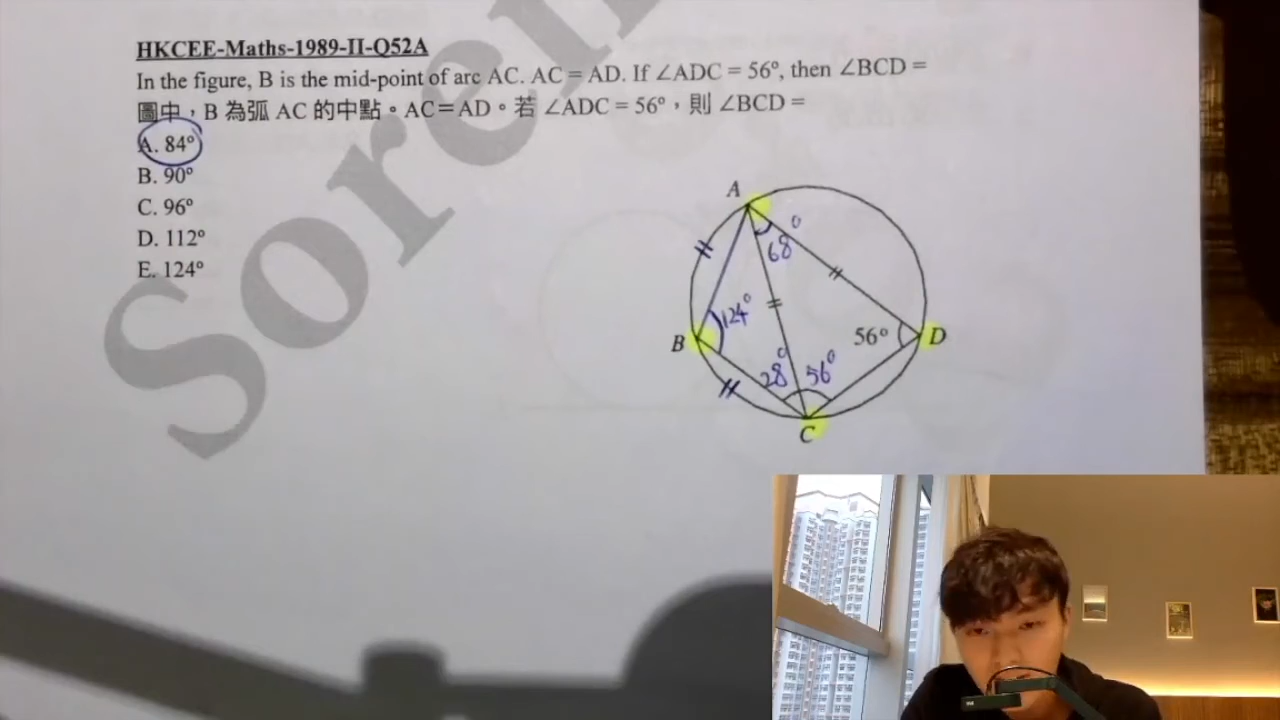 HKCEE-Maths-1989-II-Q52A
In the figure, B is the mid-point of arc AC. AC = AD. If ∠ADC = 56°, then ∠BCD =
圖中，B 為弧 AC 的中點。AC＝AD。若 ∠ADC = 56°，則 ∠BCD =
A. 84°
B. 90°
C. 96°
D. 112°
E. 124°
A
68°
124°
B
56°
D
28°
56°
C
Soren